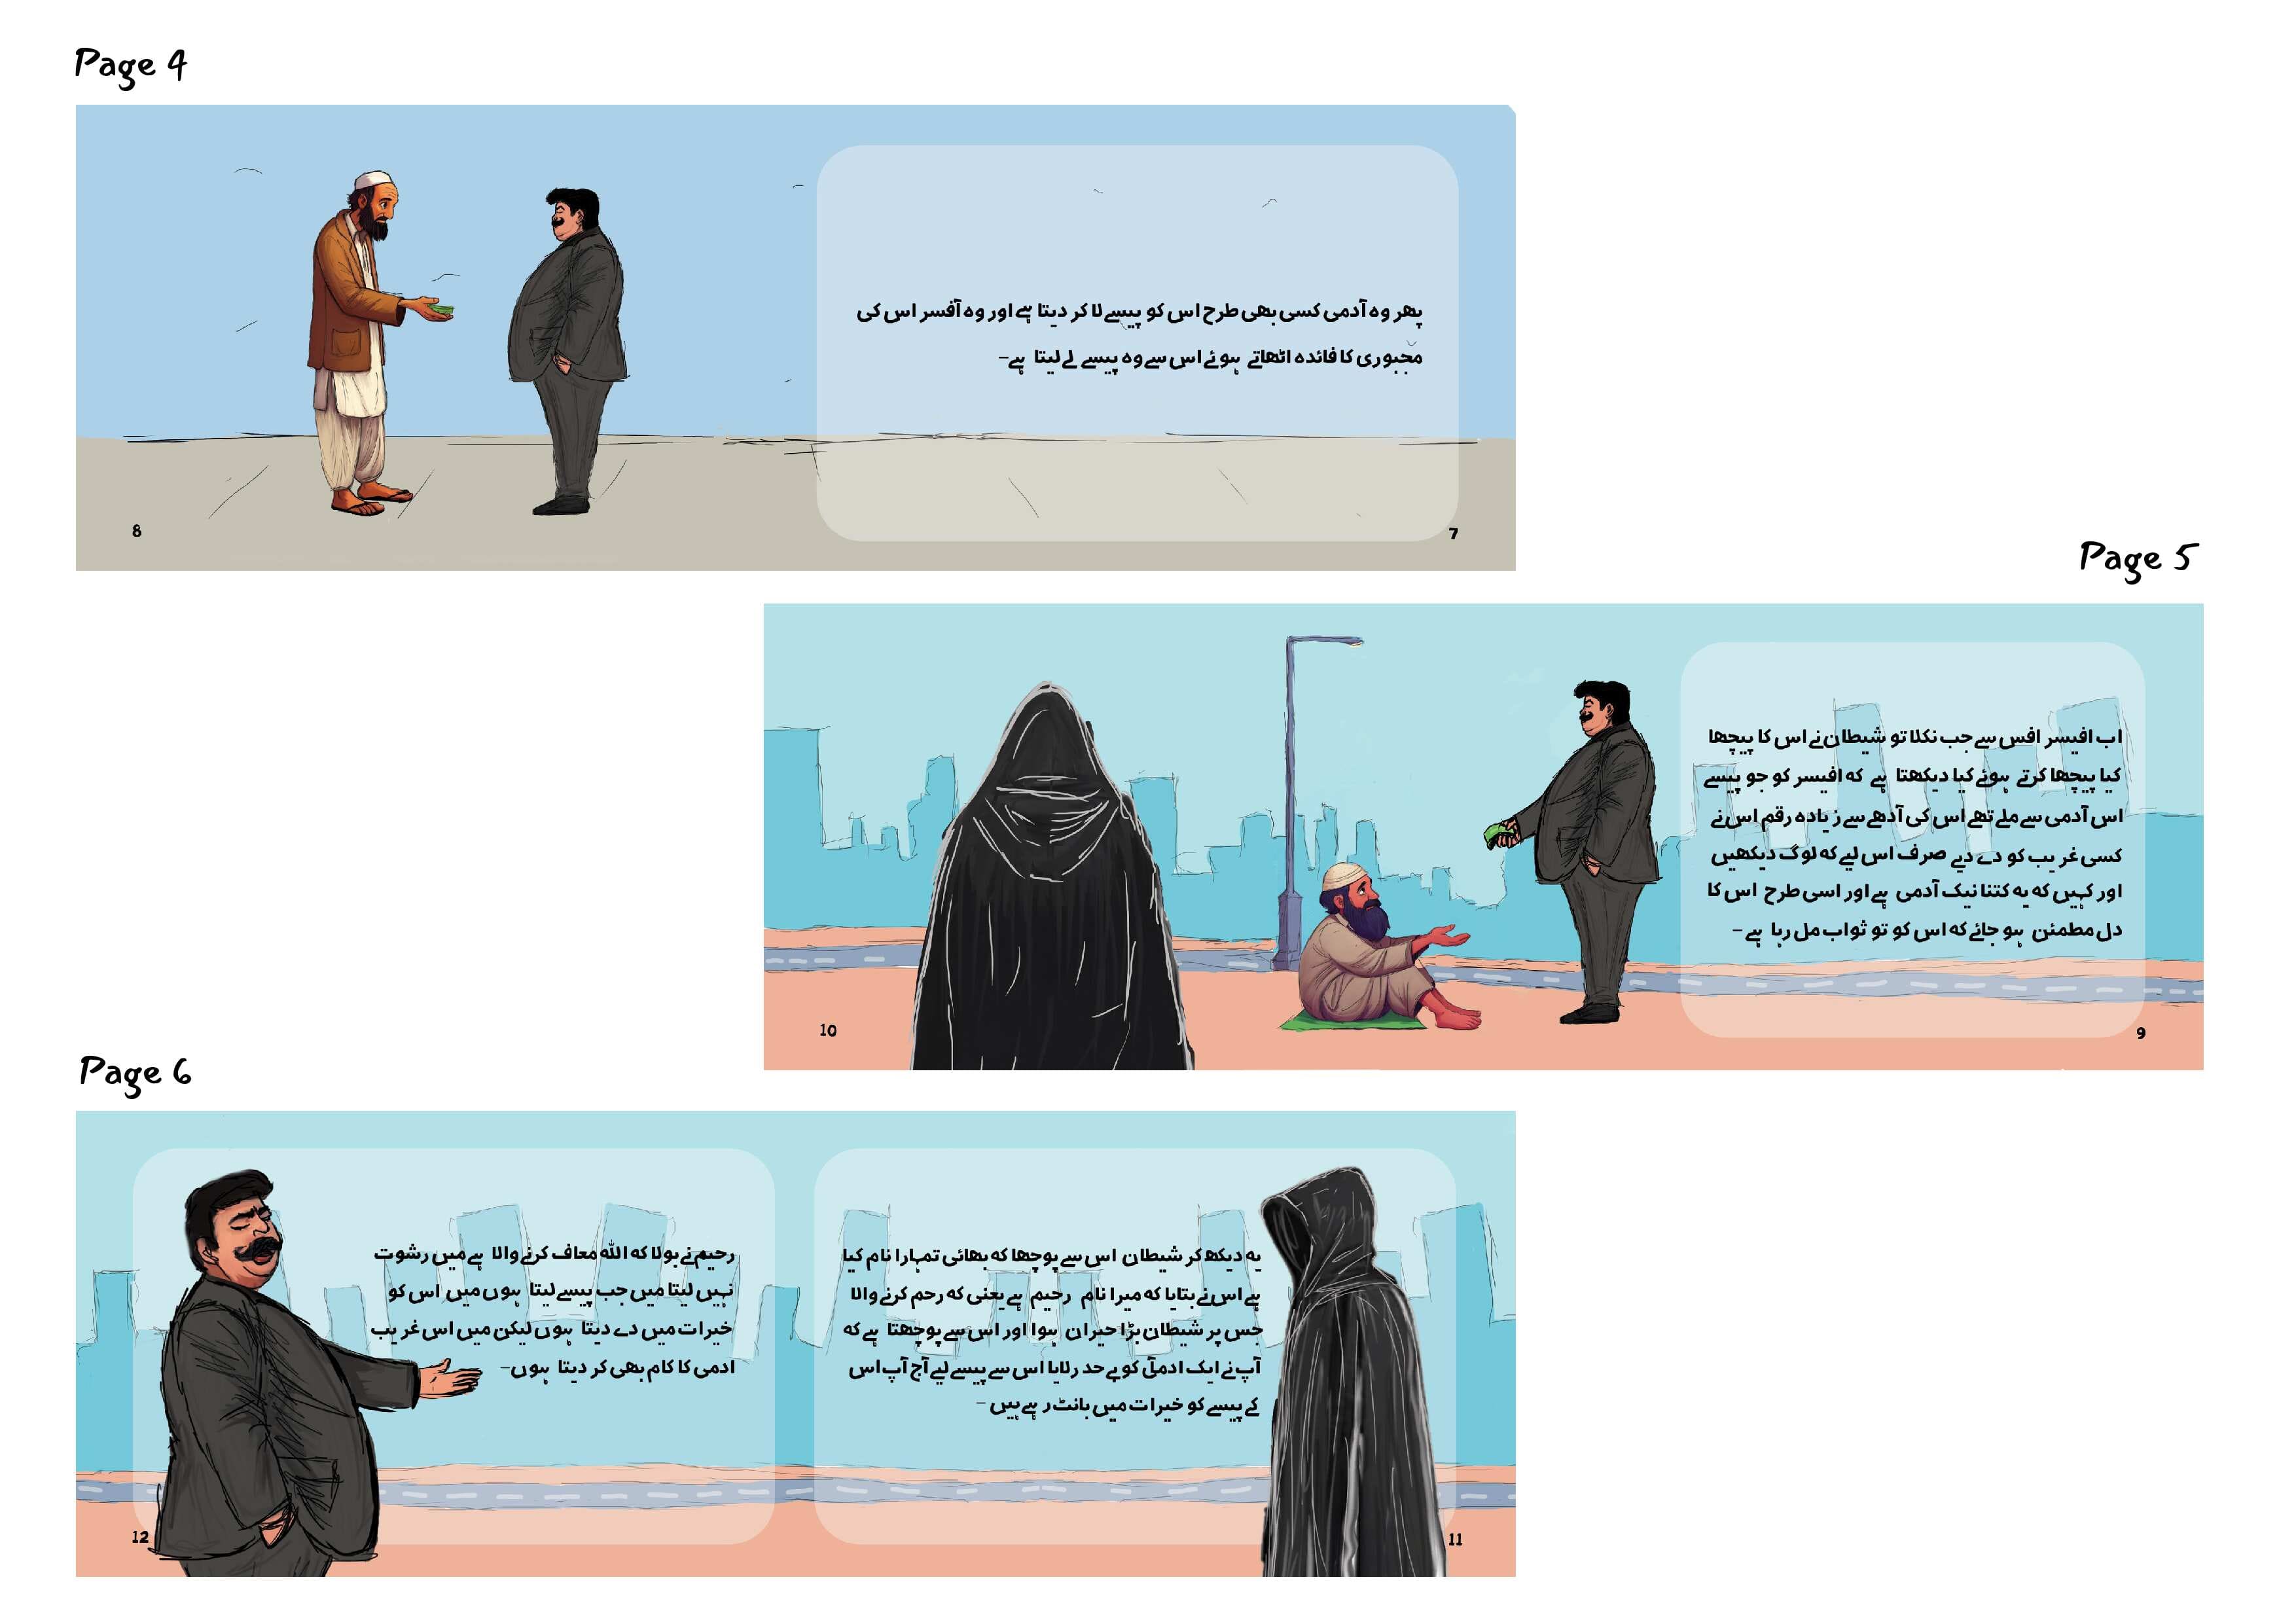 Page 4
پھر وہ آدمی کسی بھی طرح اس کو پیسے لا کر دیتا ہے اور وہ آفسر اس کی
مجبوری کا فائدہ اٹھاتے ہوئے اس سے وہ پیسے لے لیتا ہے–
7
8
Page 5
اب افیسر افس سے جب نکلا تو شیطان نے اس کا پیچھا
کیا پیچھا کرتے ہوئے کیا دیکھتا ہے کہ افیسر کو جو پیسے
اس آدمی سے ملے تھے اس کی آدھے سے زیادہ رقم اس نے
کسی غریب کو دے دیے صرف اس لیے کہ لوگ دیکھیں
اور کہیں کہ یہ کتنا نیک آدمی ہے اور اسی طرح اس کا
دل مطمئن ہو جائے کہ اس کو تو ثواب مل رہا ہے –
9
10
Page 6
یہ دیکھ کر شیطان اس سے پوچھا کہ بھائی تمہارا نام کیا
ہے اس نے بتایا کہ میرا نام رحیم ہے یعنی کہ رحم کرنے والا
جس پر شیطان بڑا حیران ہوا اور اس سے پوچھتا ہے کہ
آپ نے ایک ادمی کو بے حد رلایا اس سے پیسے لیے آج آپ اس
کے پیسے کو خیرات میں بانٹ رہے ہیں –
11
رحیم نے بولا کہ اللہ معاف کرنے والا ہے میں رشوت
نہیں لیتا میں جب پیسے لیتا ہوں میں اس کو
خیرات میں دے دیتا ہوں لیکن میں اس غریب
ادمی کا کام بھی کر دیتا ہوں–
12